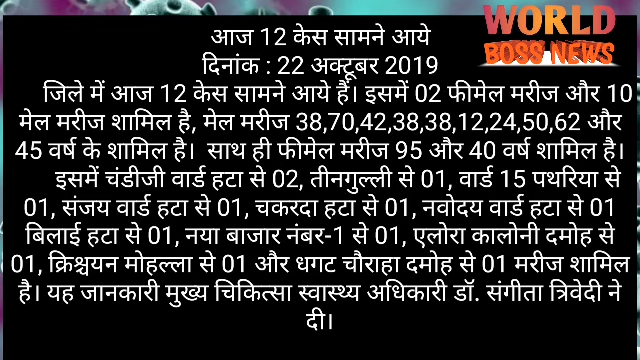 WORLD
BOSS NEWS
आज 12 केस सामने आये
दिनांक : 22 अक्टूबर 2019
जिले में आज 12 केस सामने आये हैं। इसमें 02 फीमेल मरीज और 10
मेल मरीज शामिल है, मेल मरीज 38,70,42,38,38,12,24,50,62 और
45 वर्ष के शामिल है। साथ ही फीमेल मरीज 95 और 40 वर्ष शामिल है।
इसमें चंडीजी वार्ड हटा से 02, तीनगुल्ली से 01, वार्ड 15 पथरिया से
01, संजय वार्ड हटा से 01, चकरदा हटा से 01, नवोदय वार्ड हटा से 01
बिलाई हटा से 01, नया बाजार नंबर-1 से 01, एलोरा कालोनी दमोह से
01, क्रिश्चयन मोहल्ला से 01 और धगट चौराहा दमोह से 01 मरीज शामिल
है। यह जानकारी मुख्य चिकित्सा स्वास्थ्य अधिकारी डॉ. संगीता त्रिवेदी ने
दी।